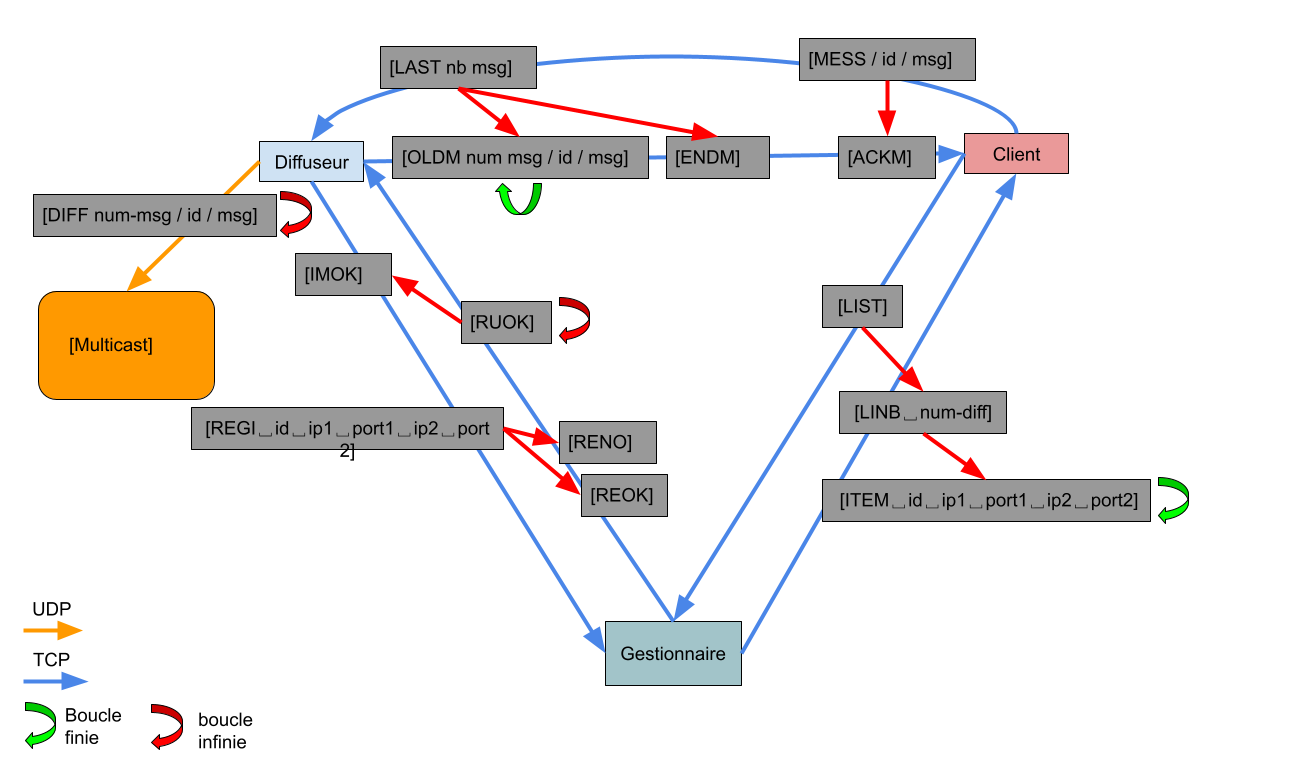 [LAST nb msg]
[MESS / id / msg]
Diffuseur
[OLDM num msg / id / msg]
[ENDM]
[ACKM]
Client
[DIFF num-msg / id / msg]
[IMOK]
[RUOK]
[LIST]
[Multicast]
[REGI␣id␣ip1␣port1␣ip2␣port
2]
[RENO]
[REOK]
[LINB␣num-diff]
[ITEM␣id␣ip1␣port1␣ip2␣port2]
Gestionnaire
UDP
TCP
Boucle
finie
boucle
infinie